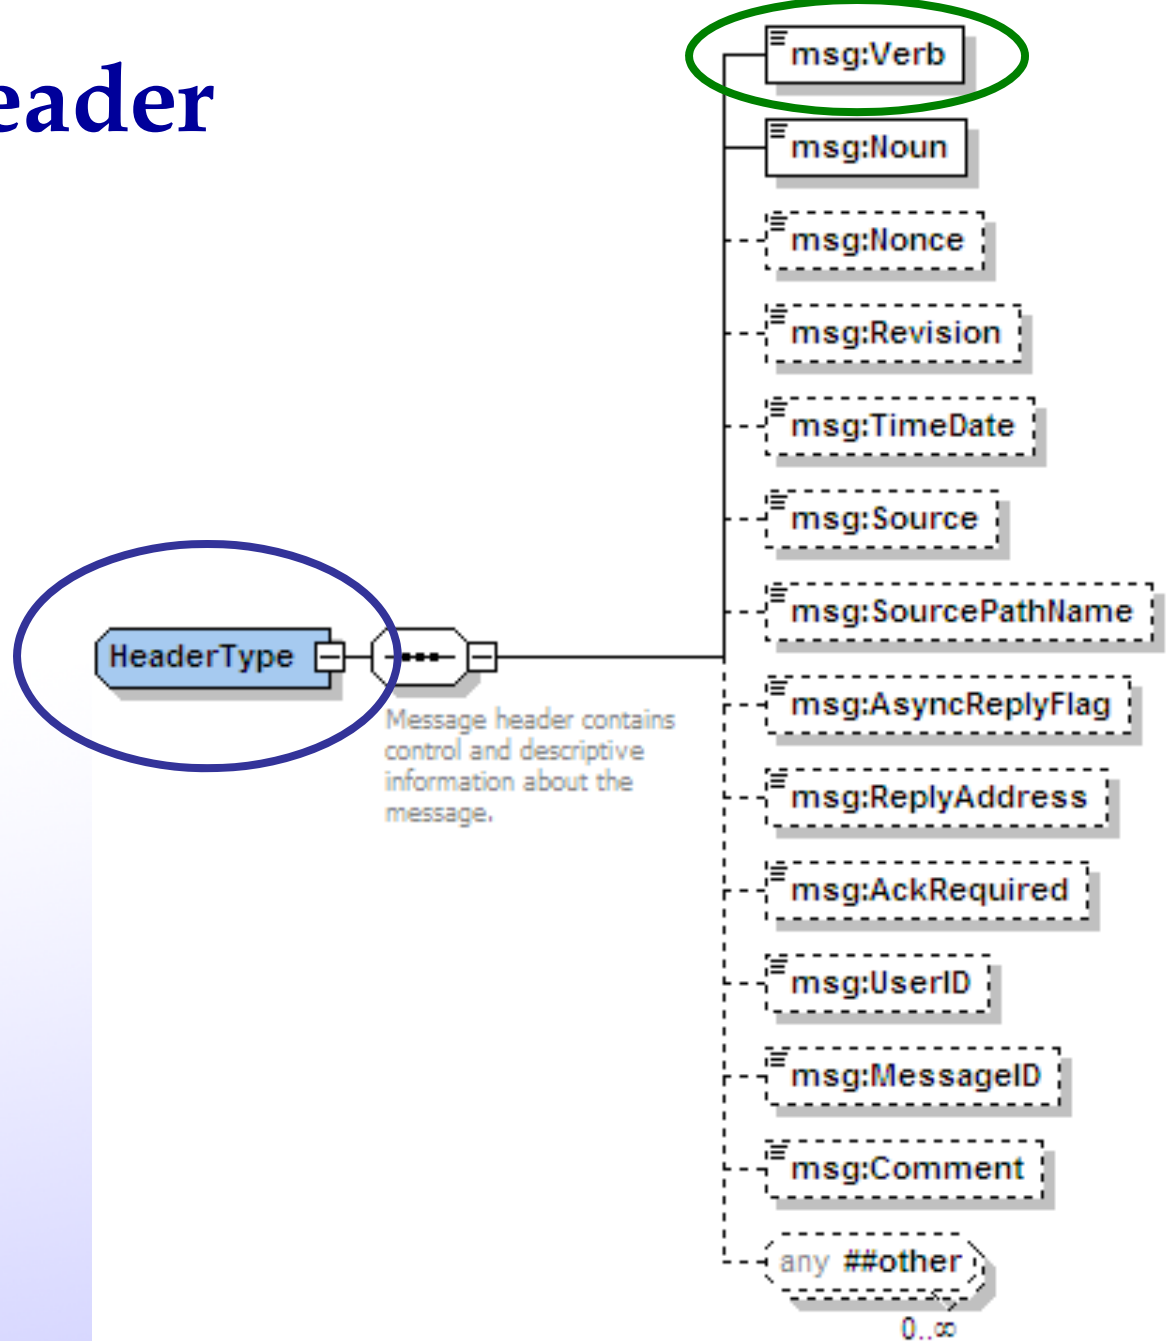 eader
msg:Verb
msg:Noun
msg:Nonce
msg:Revision
msg:TimeDate
msg:Source
msg:SourcePathName
HeaderType
Message header contains
control and descriptive
information about the
message.
msg:AsyncReplyFlag
msg:ReplyAddress
msg:AckRequired
msg:UserID
msg:MessageID
msg:Comment
any ##other
0..∞